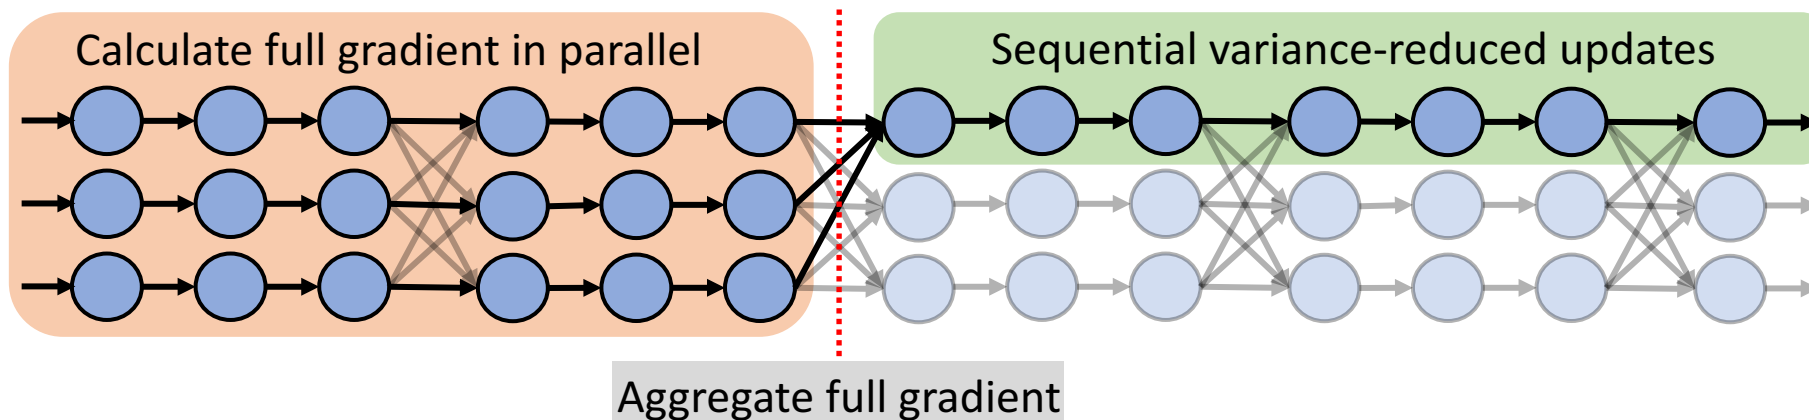 Calculate full gradient in parallel
Sequential variance-reduced updates
Aggregate full gradient